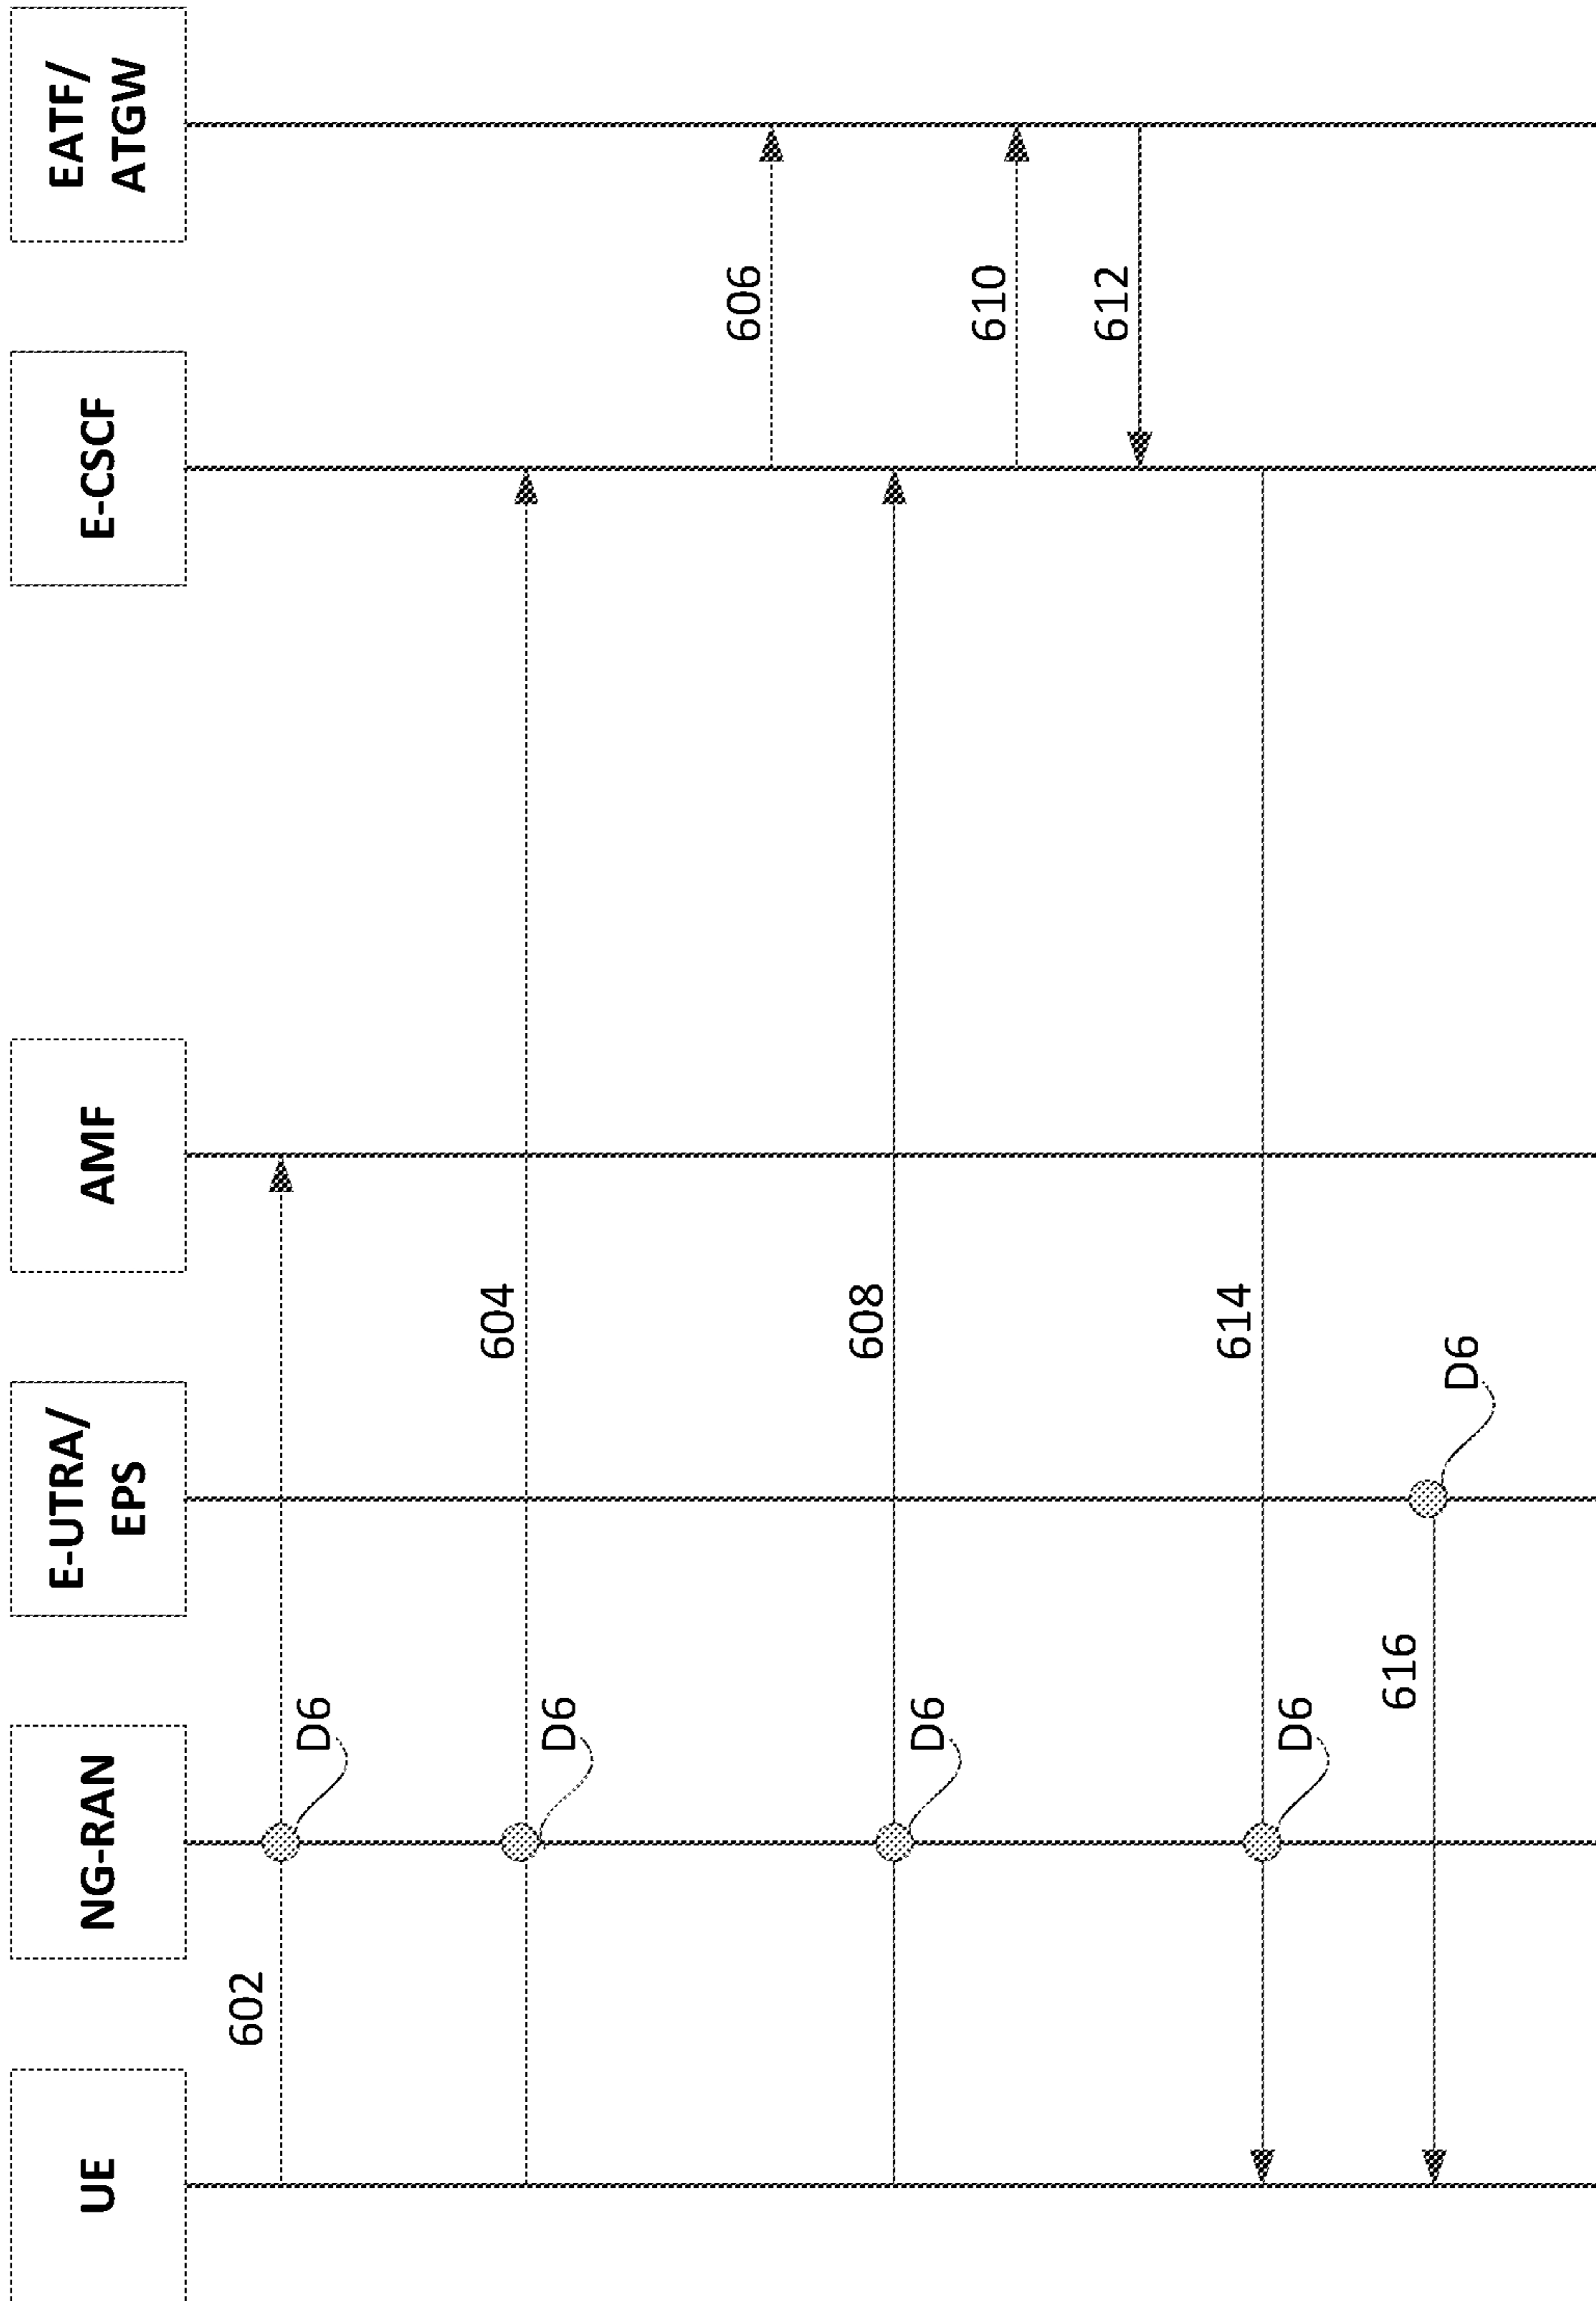 UE
NG-RAN
E-UTRA/
EPS
AMF
E-CSCF
EATF/
ATGW
602
D6
604
D6
606
608
D6
610
612
614
D6
616
D6